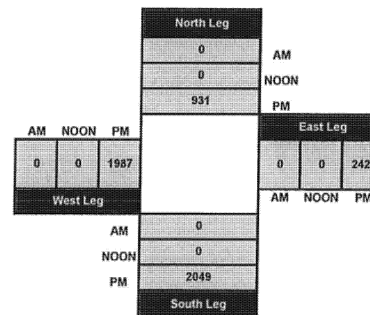 North Leg
0 AM
0 NOON
931 PM
East Leg
AM NOON PM
0 0 1987
0 0 242
West Leg
AM NOON PM
AM 0
NOON 0
PM 2049
South Leg